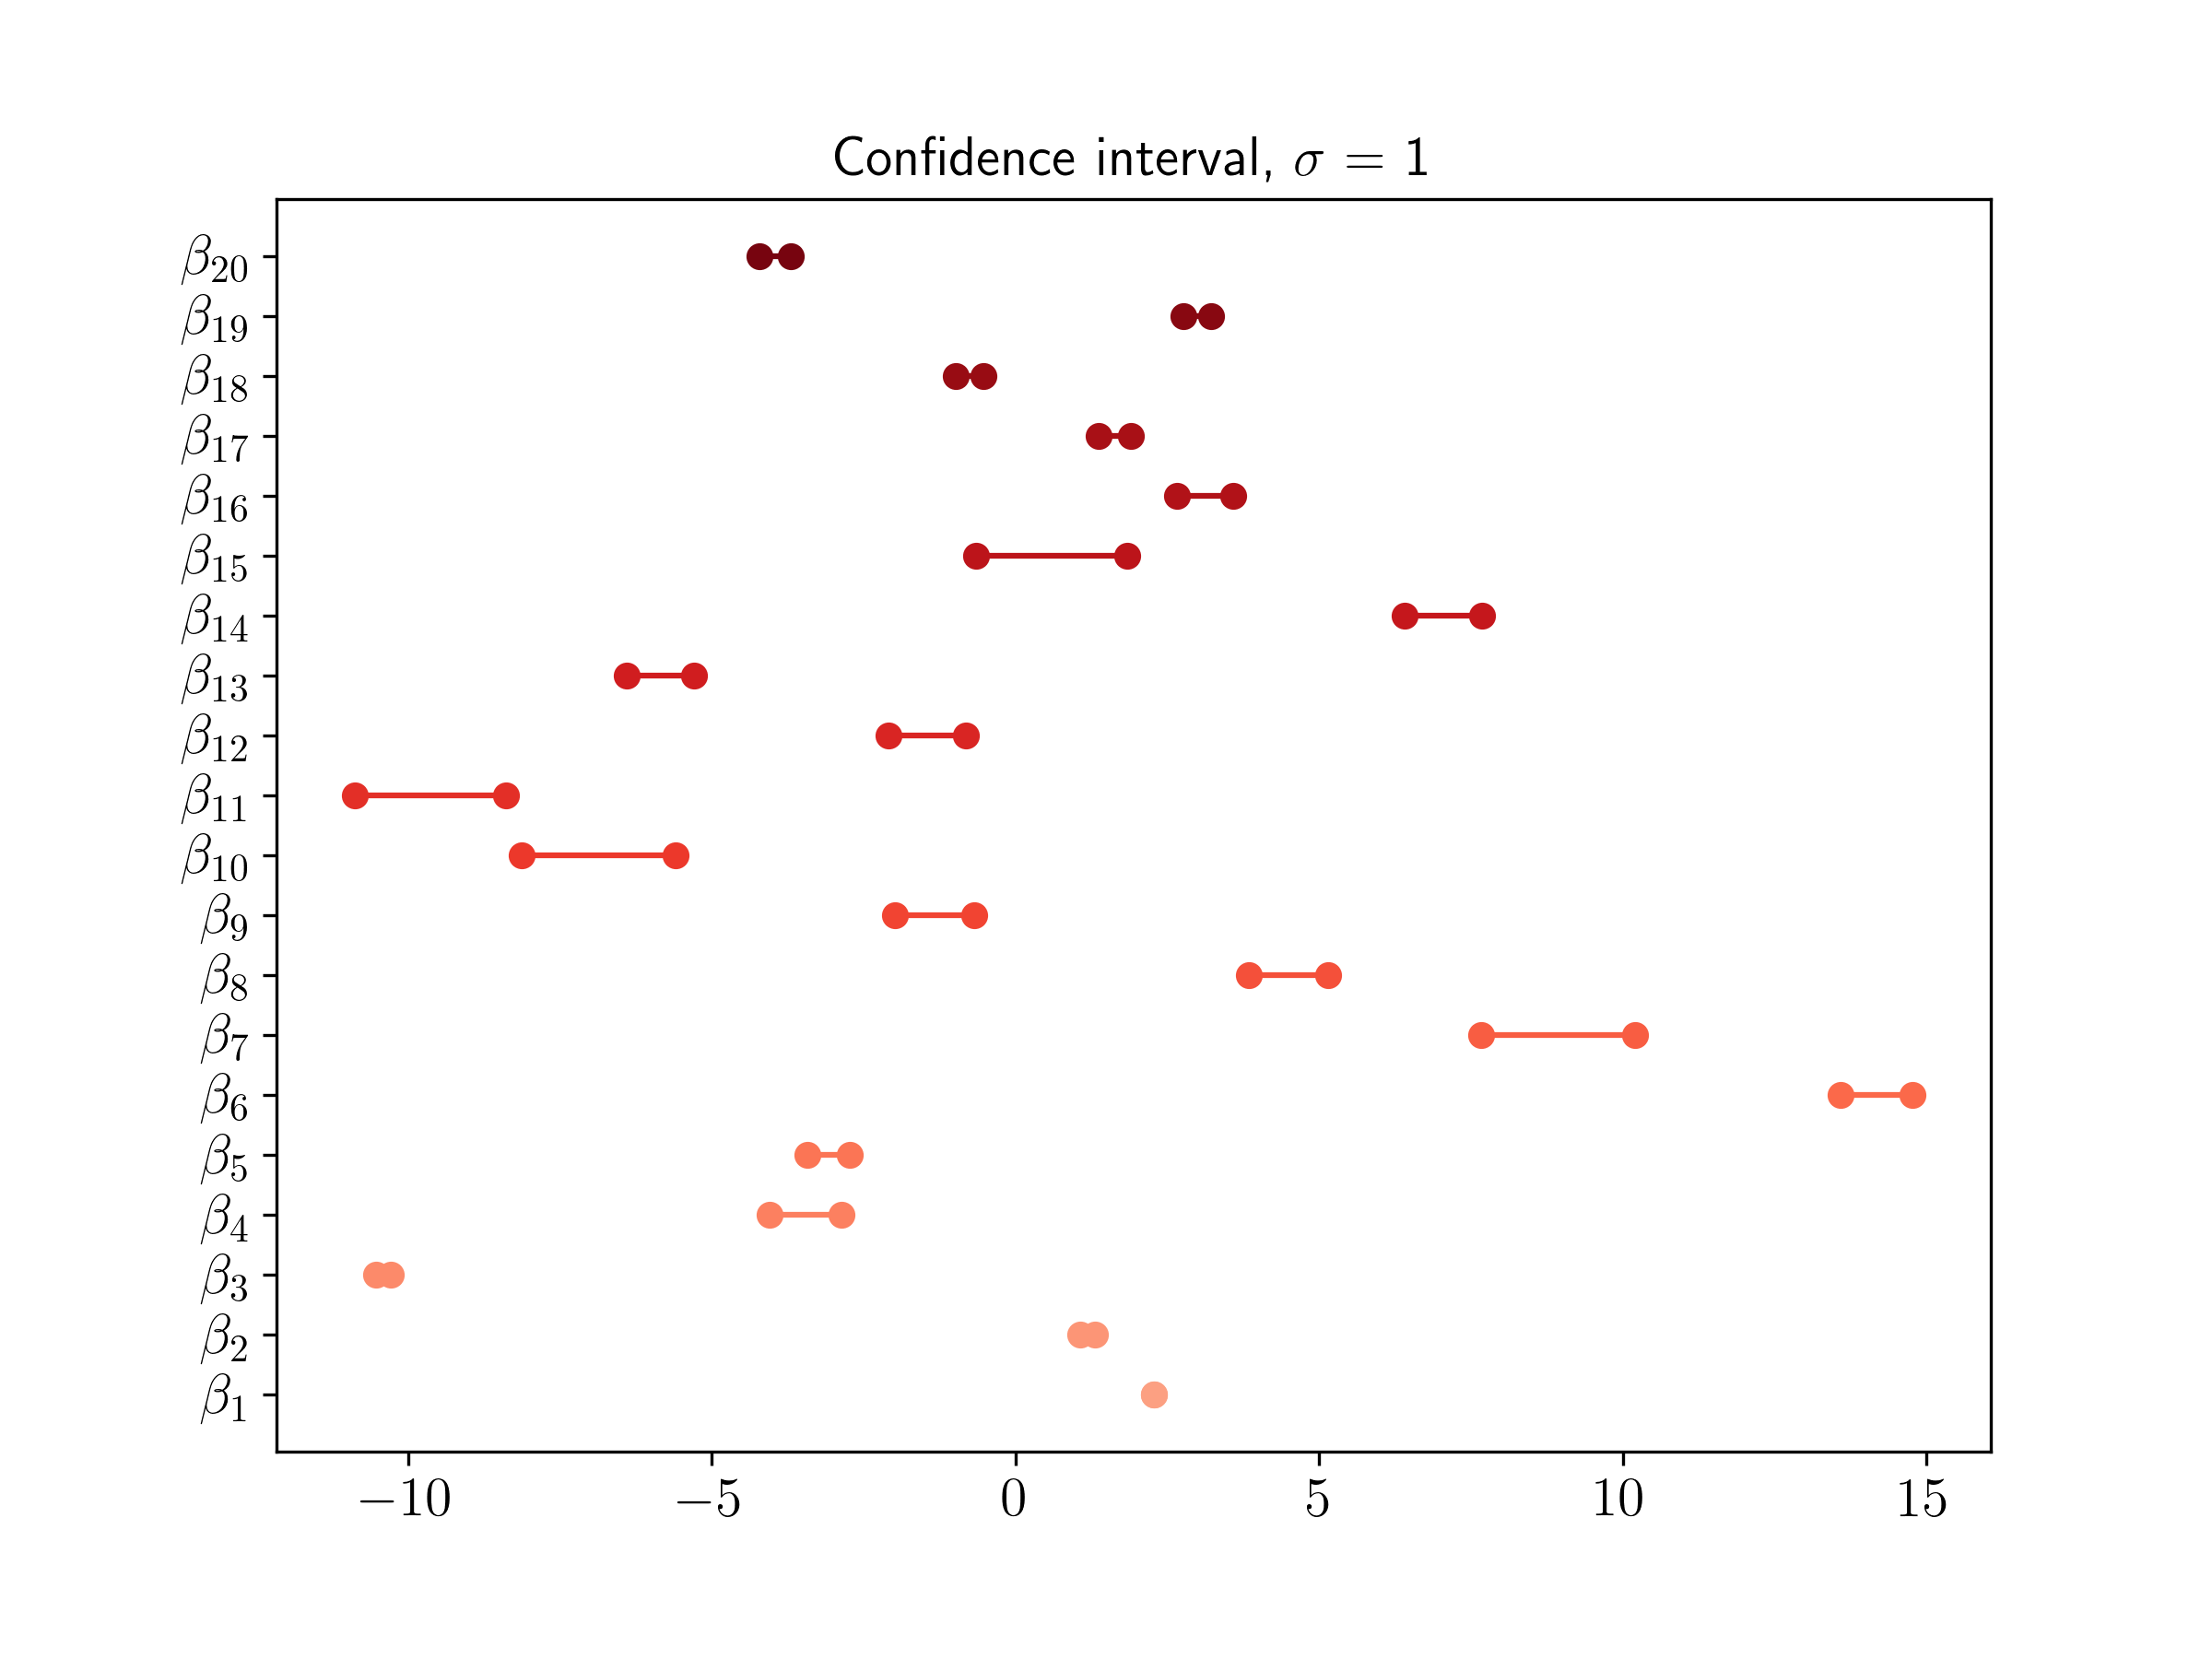 Confidence interval, σ = 1
β₂₀
β₁₉
β₁₈
β₁₇
β₁₆
β₁₅
β₁₄
β₁₃
β₁₂
β₁₁
β₁₀
β₉
β₈
β₇
β₆
β₅
β₄
β₃
β₂
β₁
−10 −5 0 5 10 15